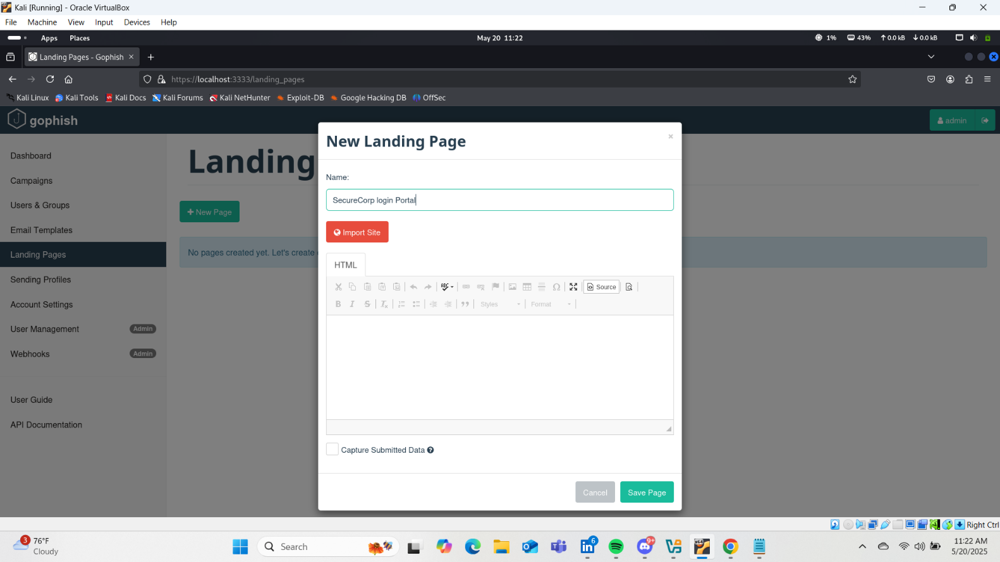 Kali [Running] - Oracle VirtualBox
File Machine View Input Devices Help
Apps Places May 20 11:22 1% 43% ↑ 0.0 kB ↓ 0.0 kB
Landing Pages - Gophish
https://localhost:3333/landing_pages
Kali Linux Kali Tools Kali Docs Kali Forums Kali NetHunter Exploit-DB Google Hacking DB OffSec
gophish
admin
Dashboard
Campaigns
Users & Groups
Email Templates
Landing Pages
Sending Profiles
Account Settings
User Management Admin
Webhooks Admin
User Guide
API Documentation
Landing
New Page
No pages created yet. Let's create
New Landing Page
×
Name:
SecureCorp login Portal
Import Site
HTML
ABC
Source
B I S Tx Styles Format
Capture Submitted Data
Cancel
Save Page
Right Ctrl
3
76°F
Cloudy
Search
6
9+
X64
11:22 AM
5/20/2025